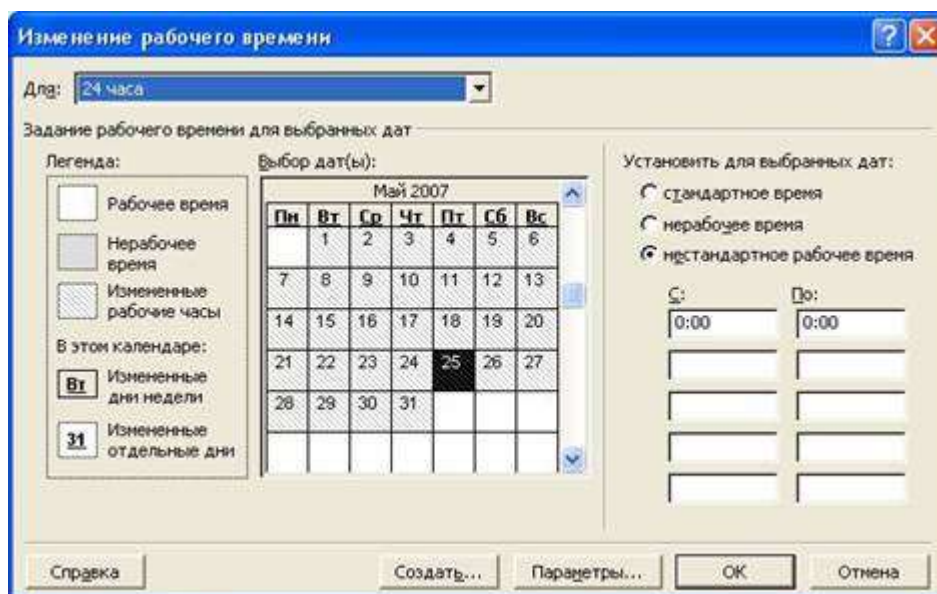 Изменение рабочего времени
Для: 24 часа
Задание рабочего времени для выбранных дат
Легенда:
Рабочее время
Нерабочее
время
Измененные
рабочие часы
В этом календаре:
Вт Измененные
дни недели
31 Измененные
отдельные дни
Выбор дат(ы):
Май 2007
Пн Вт Ср Чт Пт Сб Вс
1 2 3 4 5 6
7 8 9 10 11 12 13
14 15 16 17 18 19 20
21 22 23 24 25 26 27
28 29 30 31
Установить для выбранных дат:
стандартное время
нерабочее время
нестандартное рабочее время
С: По:
0:00 0:00
Справка Создать... Параметры... ОК Отмена